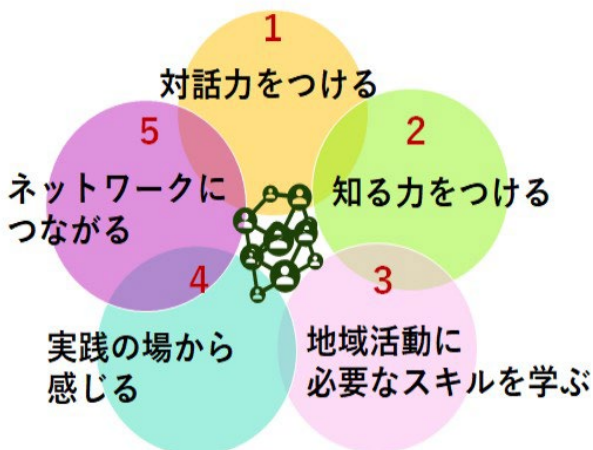 1
対話力をつける
2
知る力をつける
3
地域活動に
必要なスキルを学ぶ
4
実践の場から
感じる
5
ネットワークに
つながる